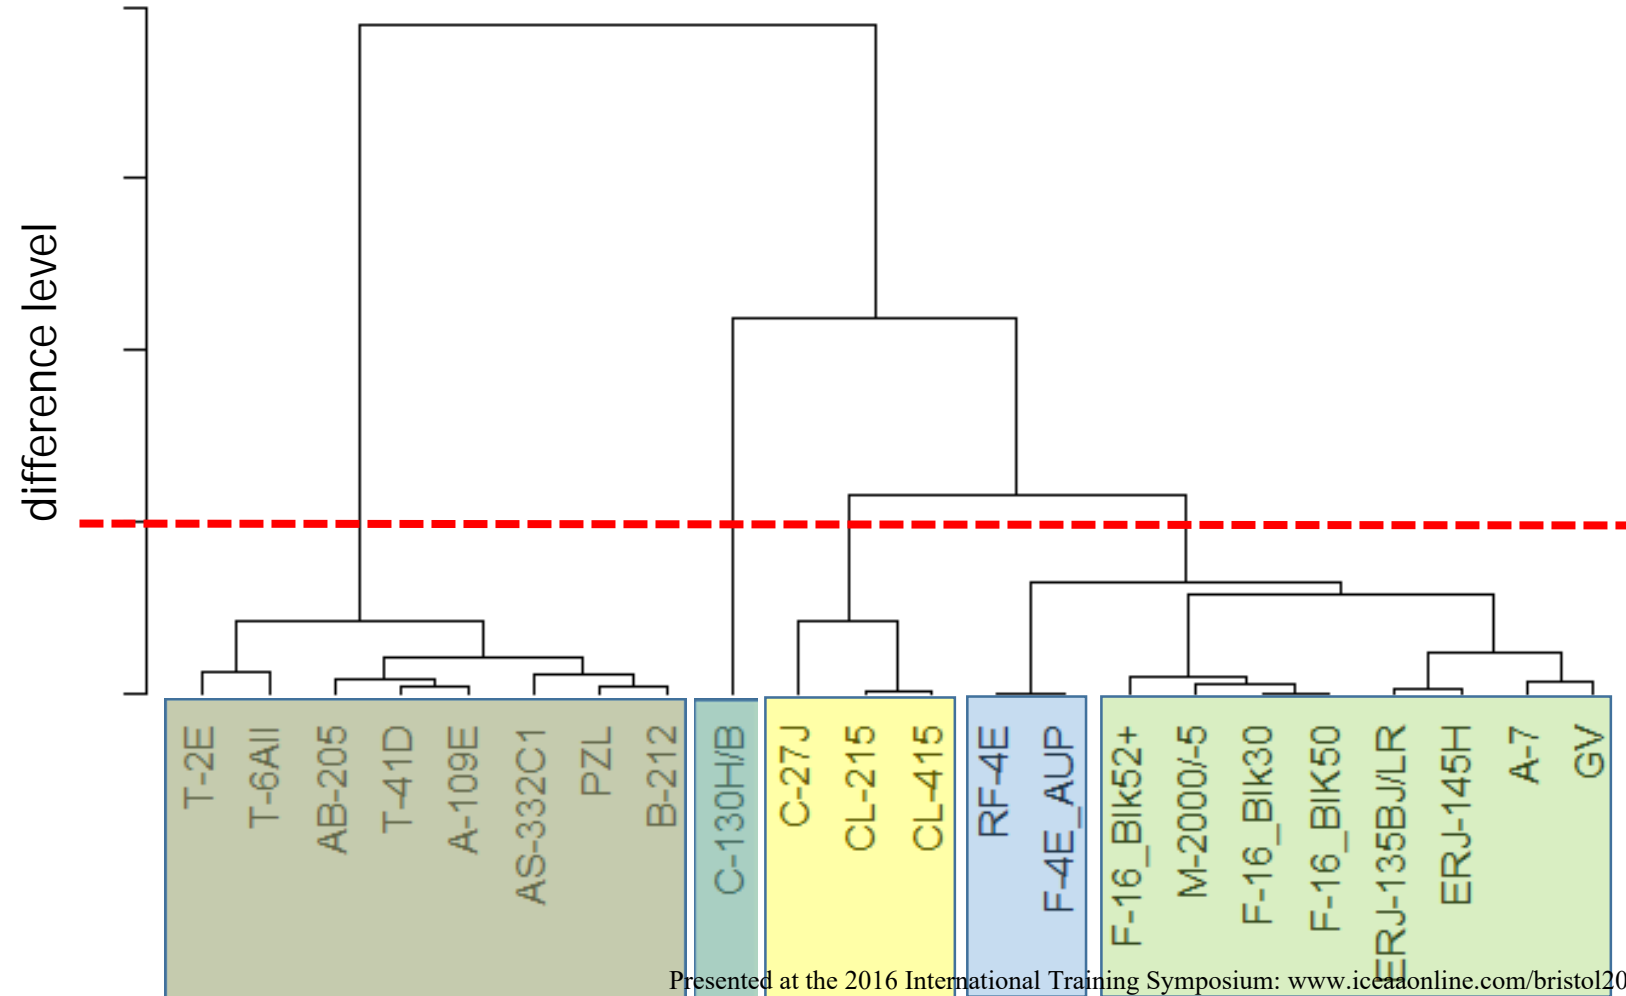 difference level
T-2E
T-6AII
AB-205
T-41D
A-109E
AS-332C1
PZL
B-212
C-130H/B
C-27J
CL-215
CL-415
RF-4E
F-4E_AUP
F-16_Blk52+
M-2000/-5
F-16_Blk30
F-16_BlK50
ERJ-135BJ/LR
ERJ-145H
A-7
GV
Presented at the 2016 International Training Symposium: www.iceaaonline.com/bristol20